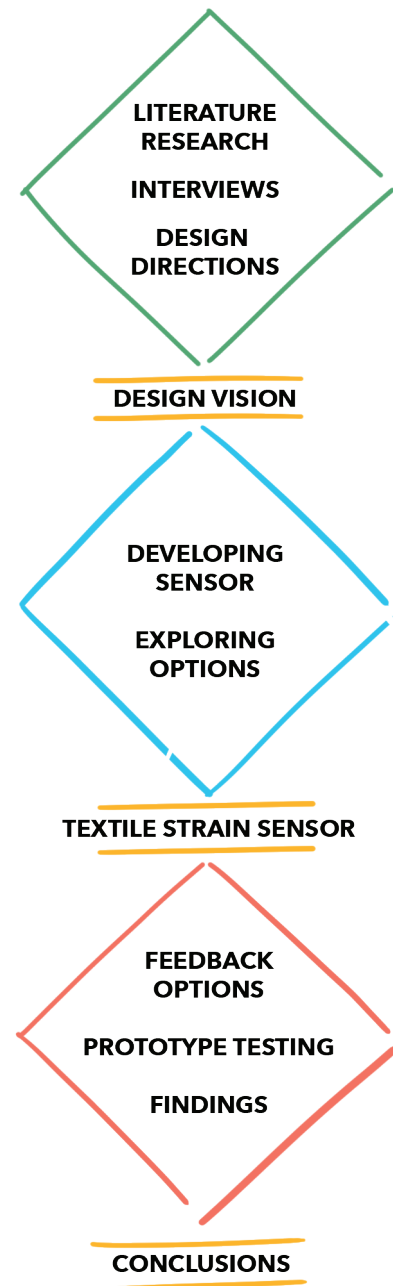 LITERATURE
RESEARCH
INTERVIEWS
DESIGN
DIRECTIONS
DESIGN VISION
DEVELOPING
SENSOR
EXPLORING
OPTIONS
TEXTILE STRAIN SENSOR
FEEDBACK
OPTIONS
PROTOTYPE TESTING
FINDINGS
CONCLUSIONS